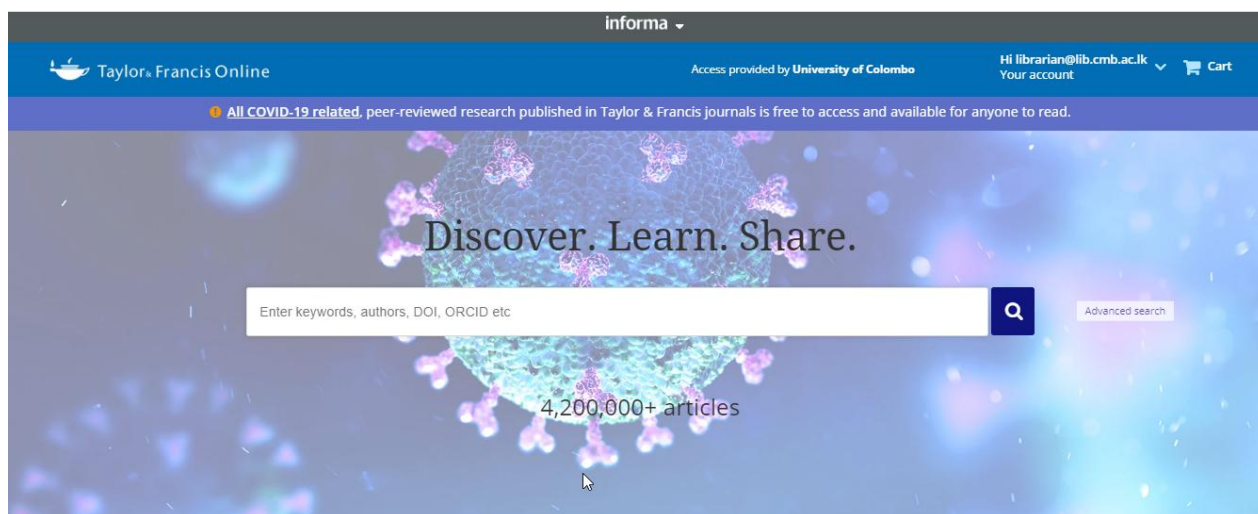 informa
Taylor & Francis Online
Access provided by University of Colombo
Hi librarian@lib.cmb.ac.lk
Your account
Cart
All COVID-19 related, peer-reviewed research published in Taylor & Francis journals is free to access and available for anyone to read.
Discover. Learn. Share.
Enter keywords, authors, DOI, ORCID etc
Advanced search
4,200,000+ articles